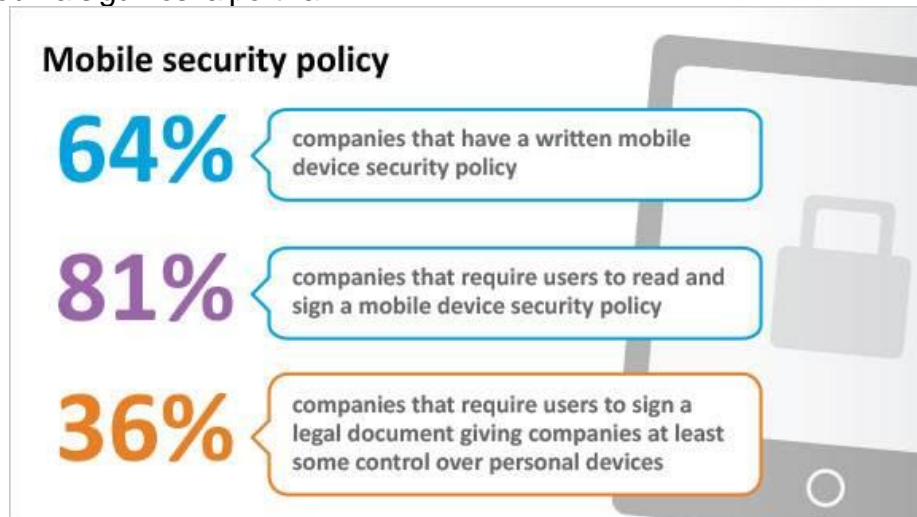 Mobile security policy
64%
companies that have a written mobile
device security policy
81%
companies that require users to read and
sign a mobile device security policy
36%
companies that require users to sign a
legal document giving companies at least
some control over personal devices